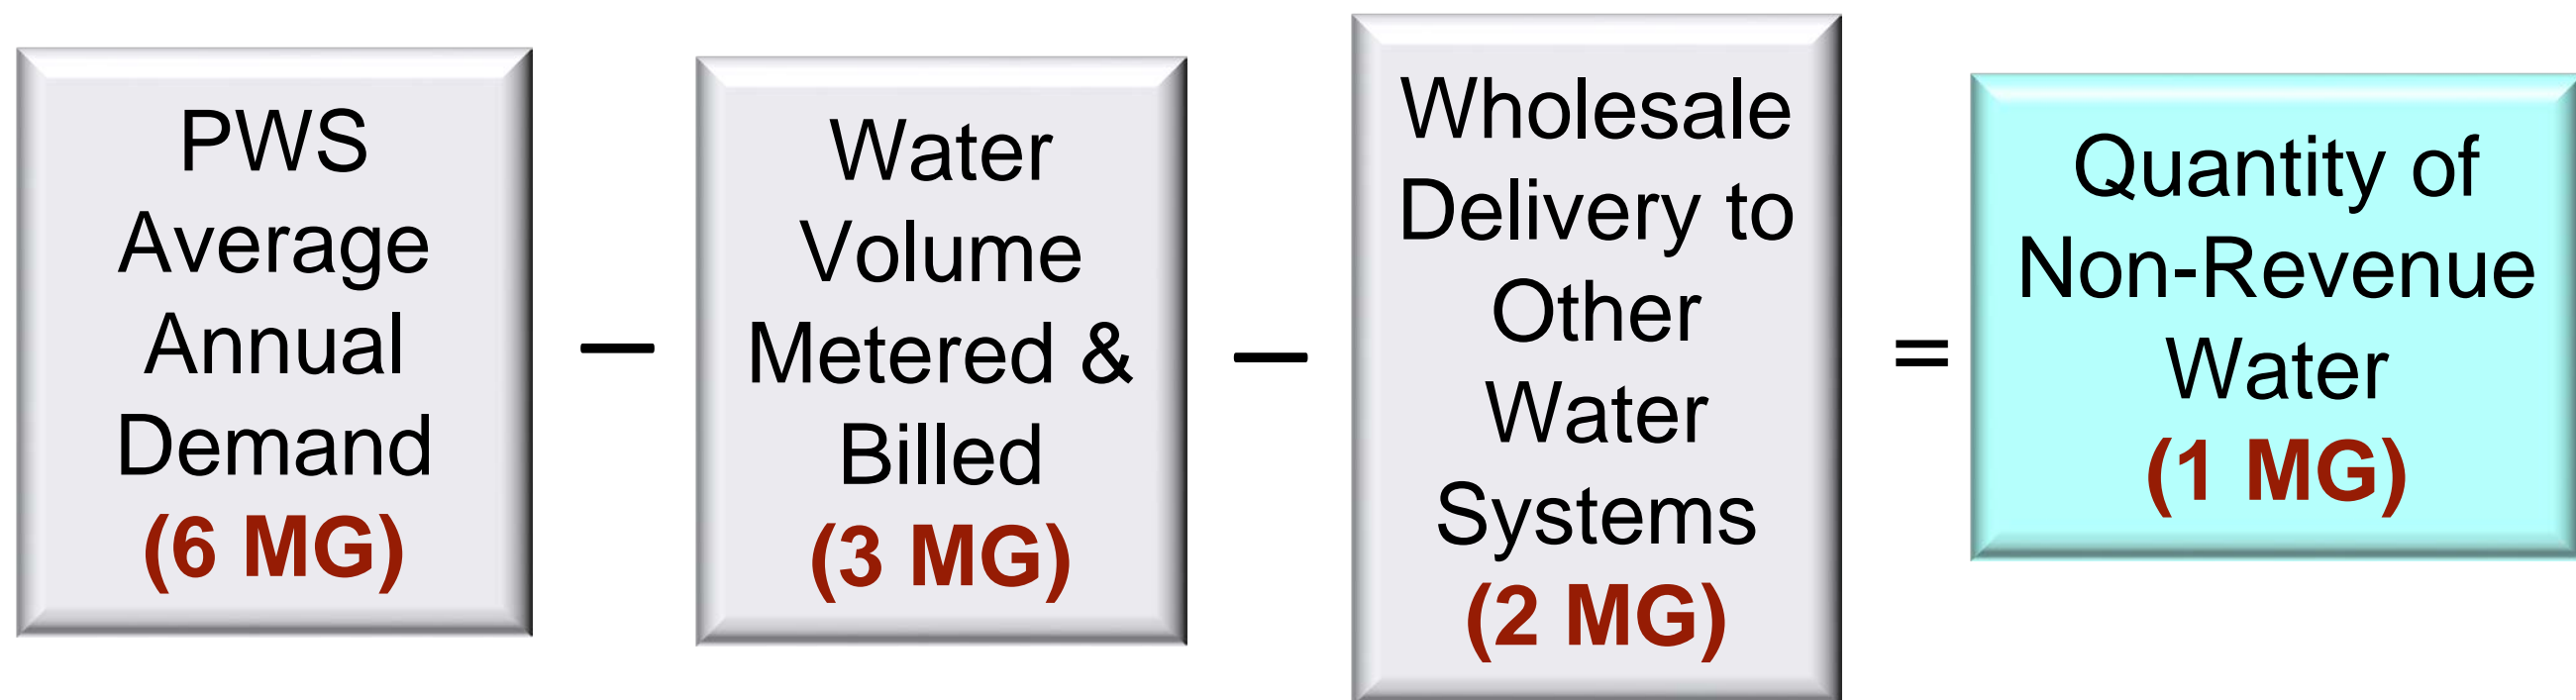 PWS
Average
Annual
Demand
(6 MG)
—
Water
Volume
Metered &
Billed
(3 MG)
—
Wholesale
Delivery to
Other
Water
Systems
(2 MG)
=
Quantity of
Non-Revenue
Water
(1 MG)